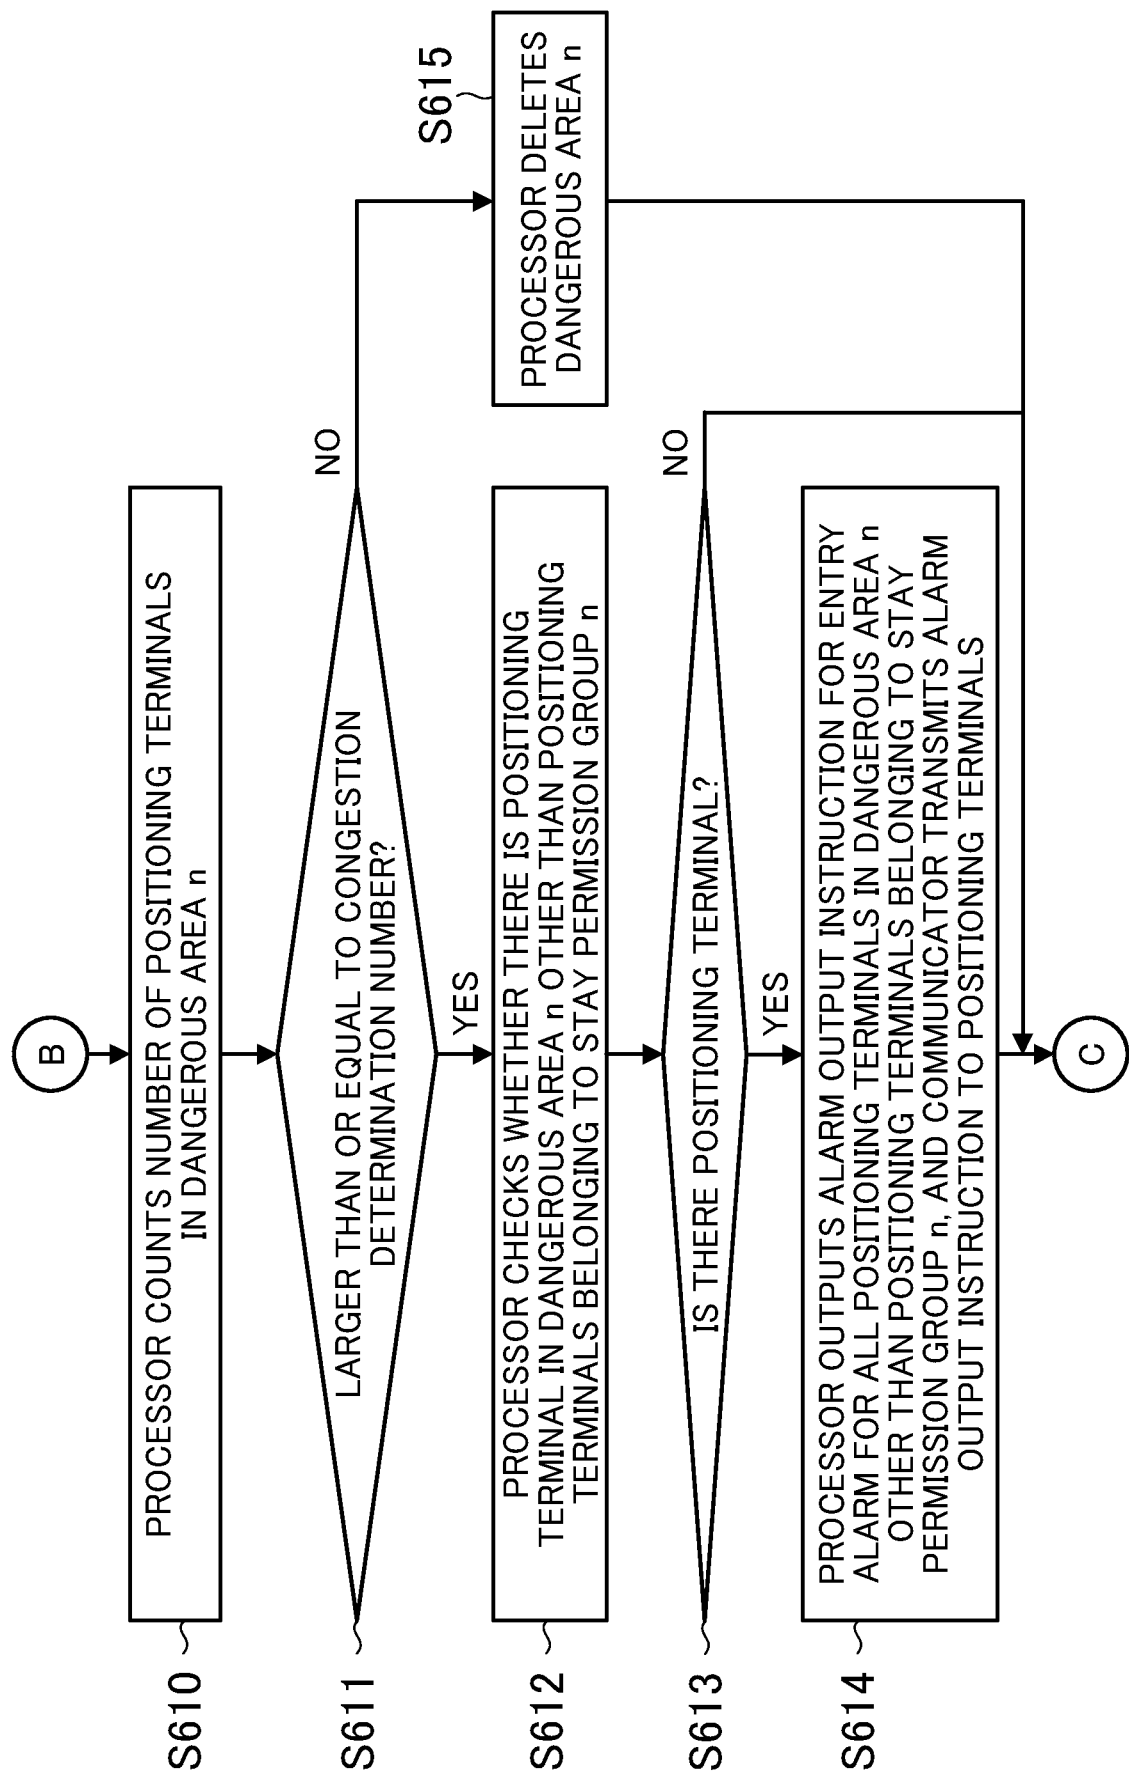 B
S610
PROCESSOR COUNTS NUMBER OF POSITIONING TERMINALS
IN DANGEROUS AREA n
S611
LARGER THAN OR EQUAL TO CONGESTION
DETERMINATION NUMBER?
NO
YES
S615
PROCESSOR DELETES
DANGEROUS AREA n
S612
PROCESSOR CHECKS WHETHER THERE IS POSITIONING
TERMINAL IN DANGEROUS AREA n OTHER THAN POSITIONING
TERMINALS BELONGING TO STAY PERMISSION GROUP n
S613
IS THERE POSITIONING TERMINAL?
NO
YES
S614
PROCESSOR OUTPUTS ALARM OUTPUT INSTRUCTION FOR ENTRY
ALARM FOR ALL POSITIONING TERMINALS IN DANGEROUS AREA n
OTHER THAN POSITIONING TERMINALS BELONGING TO STAY
PERMISSION GROUP n, AND COMMUNICATOR TRANSMITS ALARM
OUTPUT INSTRUCTION TO POSITIONING TERMINALS
C